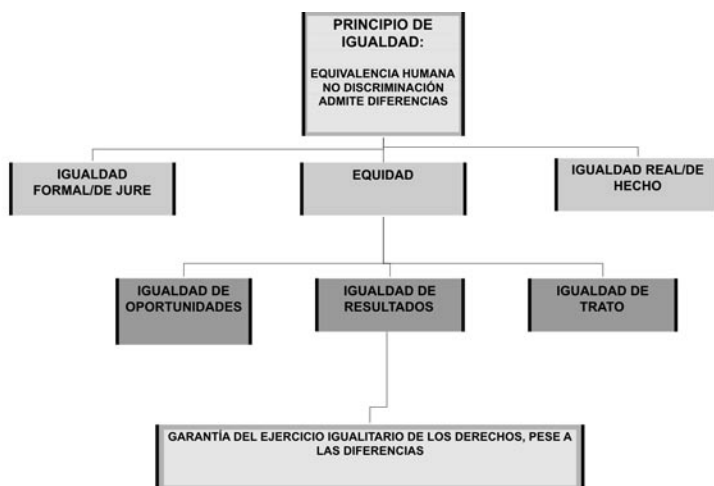 PRINCIPIO DE
IGUALDAD:
EQUIVALENCIA HUMANA
NO DISCRIMINACIÓN
ADMITE DIFERENCIAS
IGUALDAD
FORMAL/DE JURE
EQUIDAD
IGUALDAD REAL/DE
HECHO
IGUALDAD DE
OPORTUNIDADES
IGUALDAD DE
RESULTADOS
IGUALDAD DE
TRATO
GARANTÍA DEL EJERCICIO IGUALITARIO DE LOS DERECHOS, PESE A
LAS DIFERENCIAS